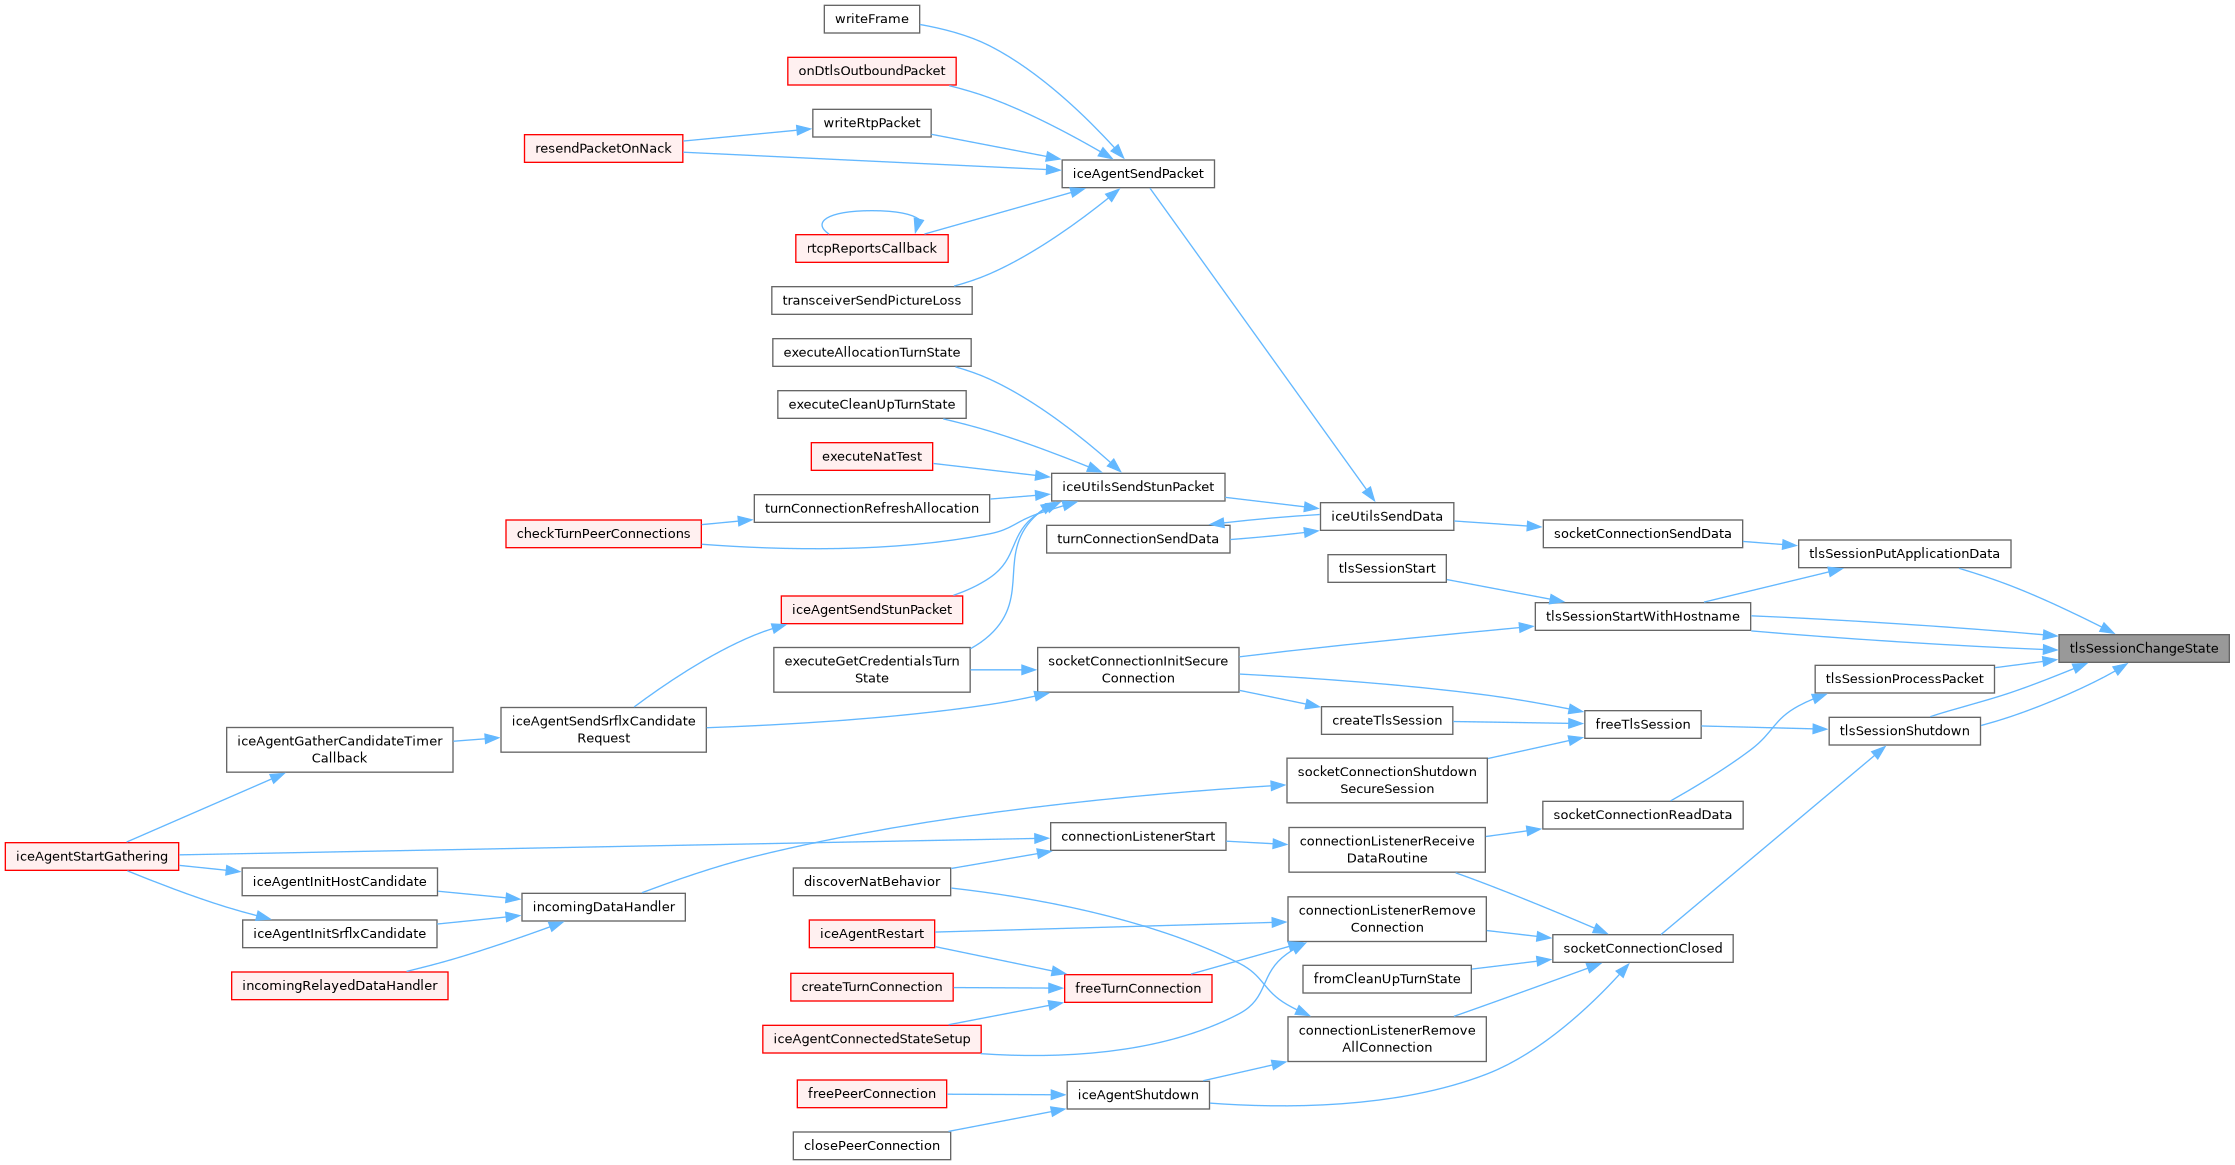 writeFrame
onDtlsOutboundPacket
writeRtpPacket
resendPacketOnNack
iceAgentSendPacket
rtcpReportsCallback
transceiverSendPictureLoss
executeAllocationTurnState
executeCleanUpTurnState
executeNatTest
iceUtilsSendStunPacket
turnConnectionRefreshAllocation
iceUtilsSendData
checkTurnPeerConnections
turnConnectionSendData
socketConnectionSendData
tlsSessionPutApplicationData
tlsSessionStart
iceAgentSendStunPacket
tlsSessionStartWithHostname
tlsSessionChangeState
executeGetCredentialsTurn
State
socketConnectionInitSecure
Connection
tlsSessionProcessPacket
iceAgentSendSrflxCandidate
Request
createTlsSession
freeTlsSession
tlsSessionShutdown
iceAgentGatherCandidateTimer
Callback
socketConnectionShutdown
SecureSession
socketConnectionReadData
connectionListenerStart
connectionListenerReceive
DataRoutine
iceAgentStartGathering
iceAgentInitHostCandidate
discoverNatBehavior
incomingDataHandler
connectionListenerRemove
Connection
iceAgentInitSrflxCandidate
iceAgentRestart
socketConnectionClosed
fromCleanUpTurnState
incomingRelayedDataHandler
createTurnConnection
freeTurnConnection
iceAgentConnectedStateSetup
connectionListenerRemove
AllConnection
freePeerConnection
iceAgentShutdown
closePeerConnection